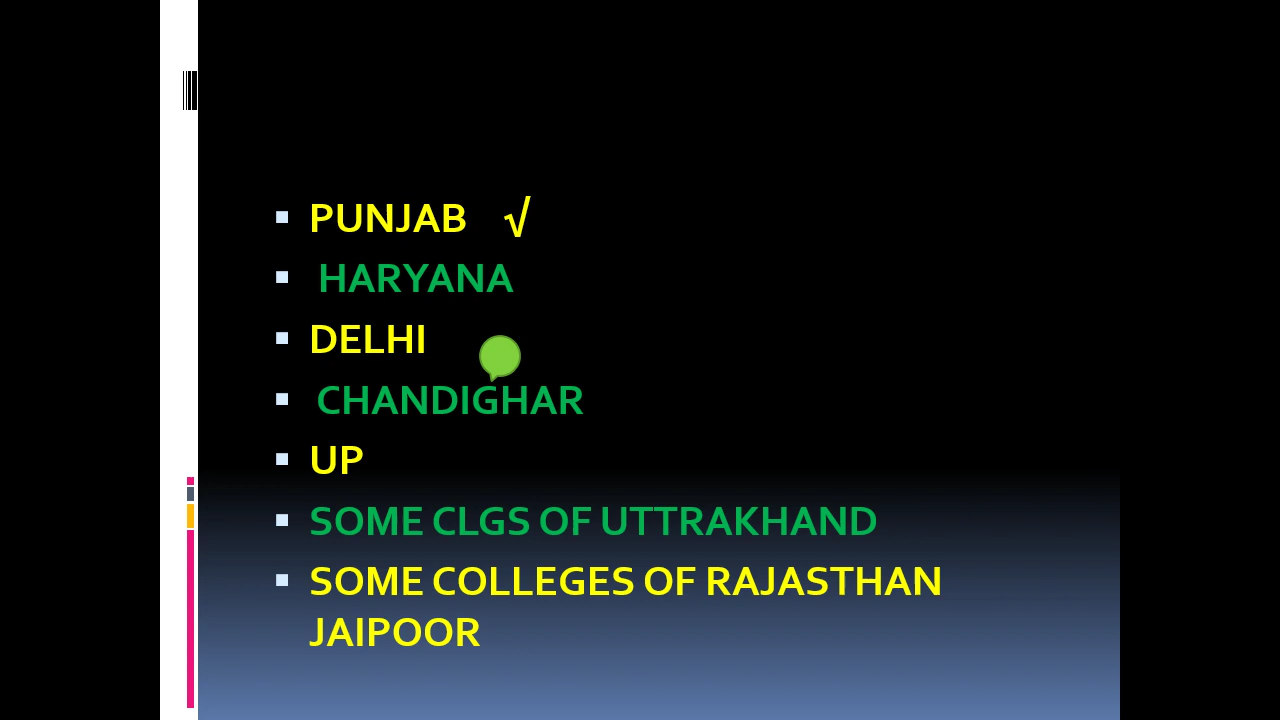 PUNJAB √
HARYANA
DELHI
CHANDIGHAR
UP
SOME CLGS OF UTTRAKHAND
SOME COLLEGES OF RAJASTHAN
JAIPOOR